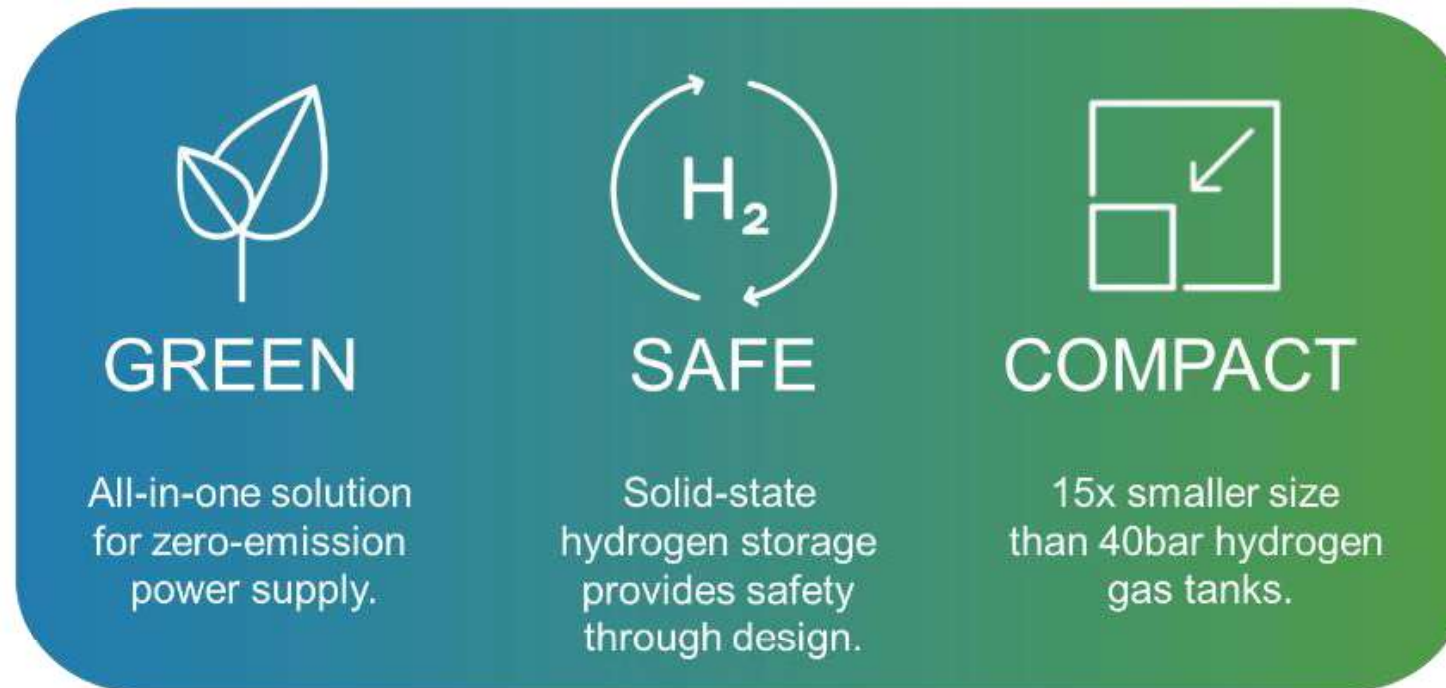 H₂
GREEN
SAFE
COMPACT
All-in-one solution
for zero-emission
power supply.
Solid-state
hydrogen storage
provides safety
through design.
15x smaller size
than 40bar hydrogen
gas tanks.